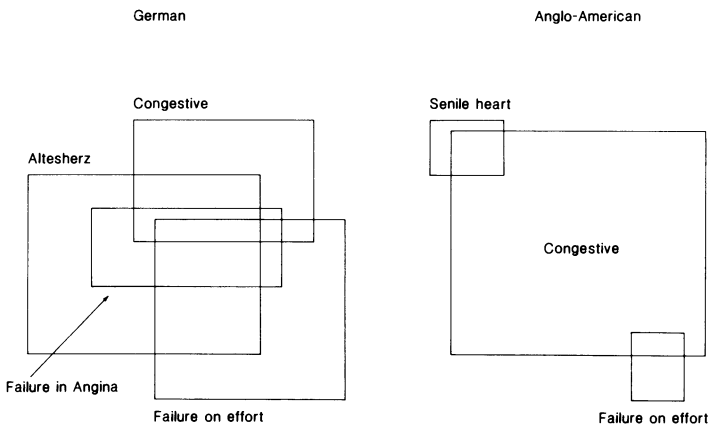 German
Anglo-American
Congestive
Senile heart
Altesherz
Congestive
Failure in Angina
Failure on effort
Failure on effort